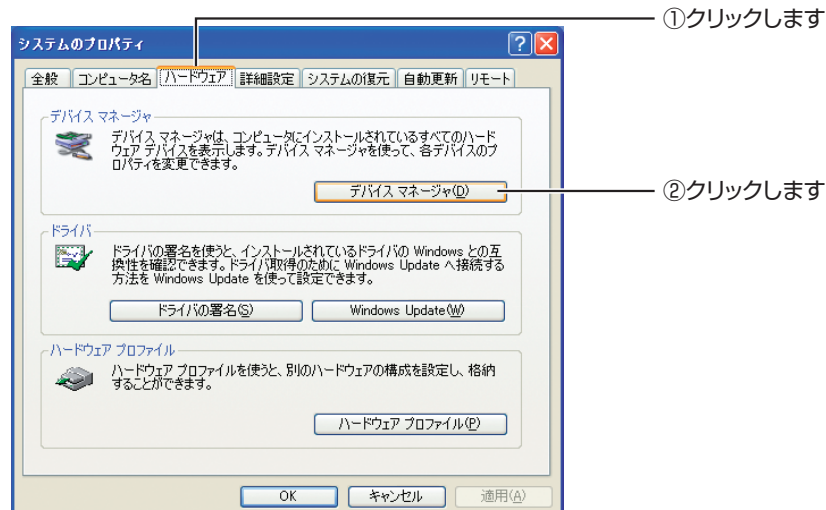 ①クリックします
システムのプロパティ
全般 コンピュータ名 ハードウェア 詳細設定 システムの復元 自動更新 リモート
デバイス マネージャ
デバイス マネージャは、コンピュータにインストールされているすべてのハード
ウェア デバイスを表示します。デバイス マネージャを使って、各デバイスのプ
ロパティを変更できます。
デバイス マネージャ(D)
②クリックします
ドライバ
ドライバの署名を使うと、インストールされているドライバの Windows との互
換性を確認できます。ドライバ取得のために Windows Update へ接続する
方法を Windows Update を使って設定できます。
ドライバの署名(S) Windows Update(W)
ハードウェア プロファイル
ハードウェア プロファイルを使うと、別のハードウェアの構成を設定し、格納
することができます。
ハードウェア プロファイル(P)
OK キャンセル 適用(A)